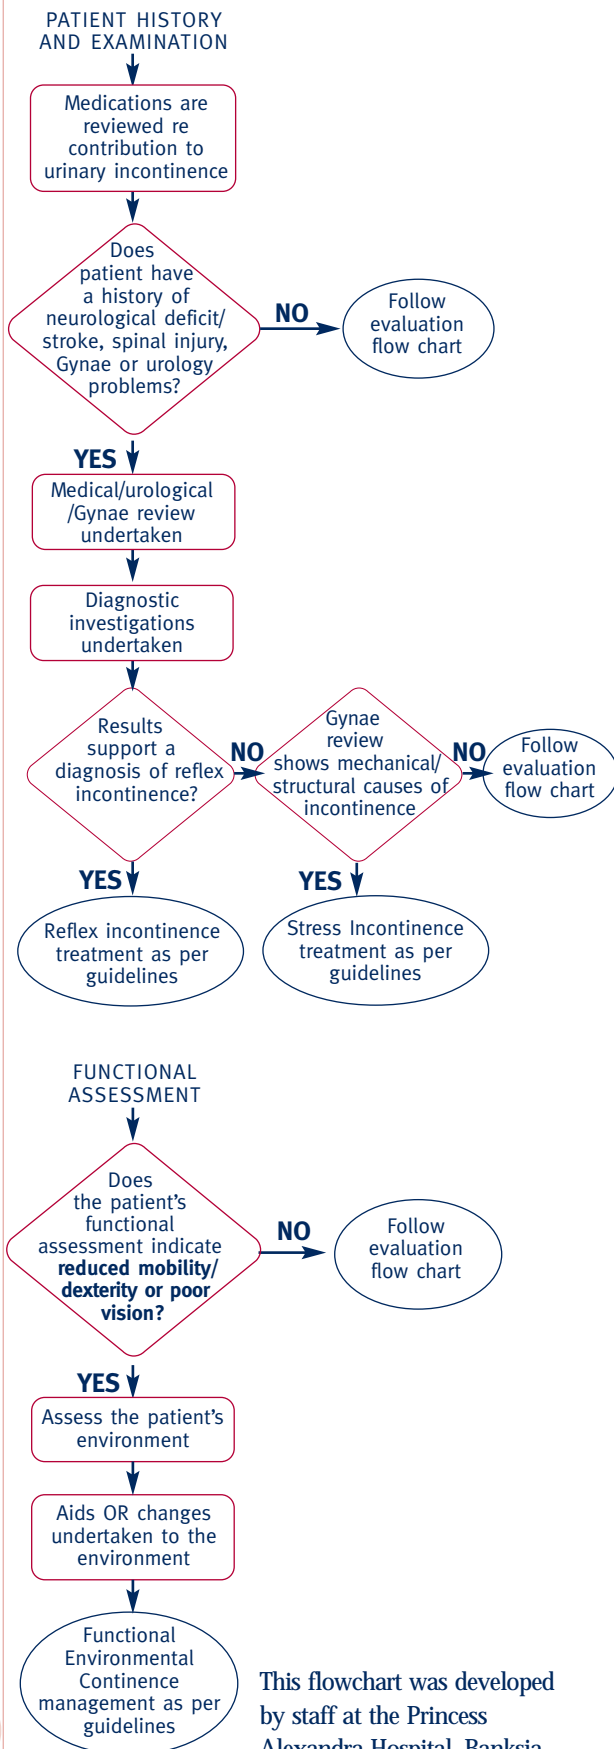 PATIENT HISTORY
AND EXAMINATION
Medications are
reviewed re
contribution to
urinary incontinence
Does
patient have
a history of
neurological deficit/
stroke, spinal injury,
Gynae or urology
problems?
NO
Follow
evaluation
flow chart
YES
Medical/urological
/Gynae review
undertaken
Diagnostic
investigations
undertaken
Results
support a
diagnosis of reflex
incontinence?
NO
Gynae
review
shows mechanical/
structural causes of
incontinence
NO
Follow
evaluation
flow chart
YES
Reflex incontinence
treatment as per
guidelines
YES
Stress Incontinence
treatment as per
guidelines
FUNCTIONAL
ASSESSMENT
Does
the patient's
functional
assessment indicate
reduced mobility/
dexterity or poor
vision?
NO
Follow
evaluation
flow chart
YES
Assess the patient's
environment
Aids OR changes
undertaken to the
environment
Functional
Environmental
Continence
management as per
guidelines
This flowchart was developed
by staff at the Princess
Alexandra Hospital, Banksia